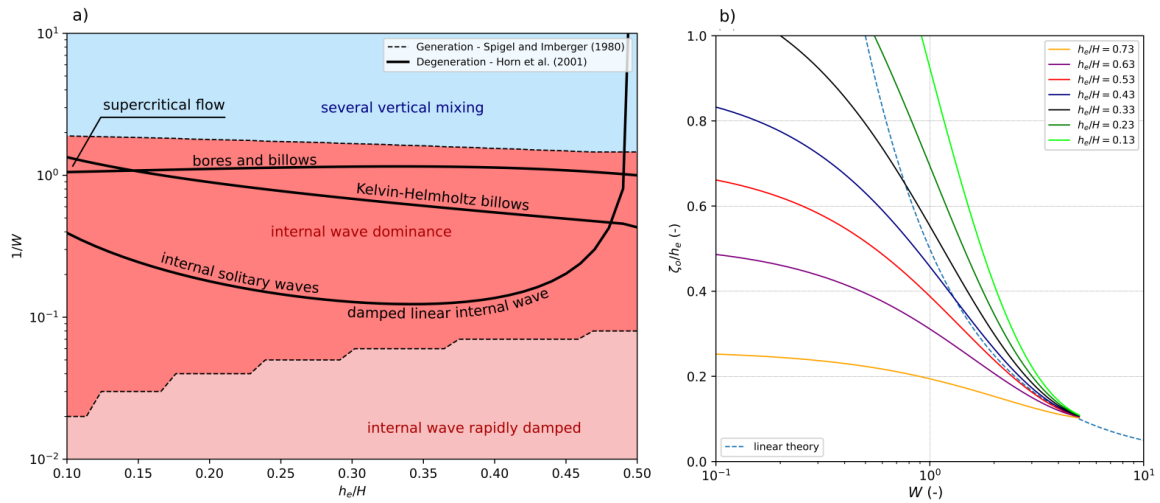 a)
Generation - Spigel and Imberger (1980)
Degeneration - Horn et al. (2001)
supercritical flow
several vertical mixing
bores and billows
Kelvin-Helmholtz billows
internal wave dominance
internal solitary waves
damped linear internal wave
internal wave rapidly damped
10¹
10⁰
10⁻¹
10⁻²
1/W
0.10 0.15 0.20 0.25 0.30 0.35 0.40 0.45 0.50
hₑ/H
b)
hₑ/H = 0.73
hₑ/H = 0.63
hₑ/H = 0.53
hₑ/H = 0.43
hₑ/H = 0.33
hₑ/H = 0.23
hₑ/H = 0.13
1.0
0.8
0.6
0.4
0.2
0.0
ζₒ/hₑ (-)
linear theory
10⁻¹ 10⁰ 10¹
W (-)